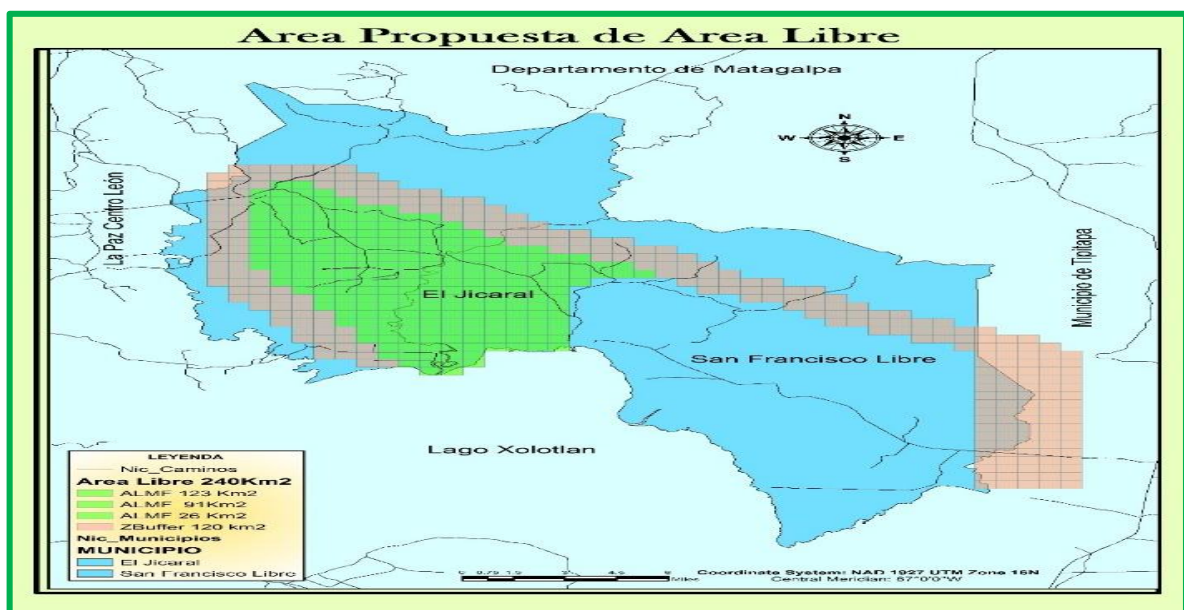 Area Propuesta de Area Libre
Departamento de Matagalpa
N
W E
S
La Paz Centro León
Municipio de Tipitapa
El Jicaral
San Francisco Libre
Lago Xolotlan
LEYENDA
Nic_Caminos
Area Libre 240Km2
ALMF 123 Km2
ALMF 91Km2
ALMF 26 Km2
ZBuffer 120 km2
Nic_Municipios
MUNICIPIO
El Jicaral
San Francisco Libre
Miles
Coordinate System: NAD 1927 UTM Zone 16N
Central Meridian: 87°0'0"W